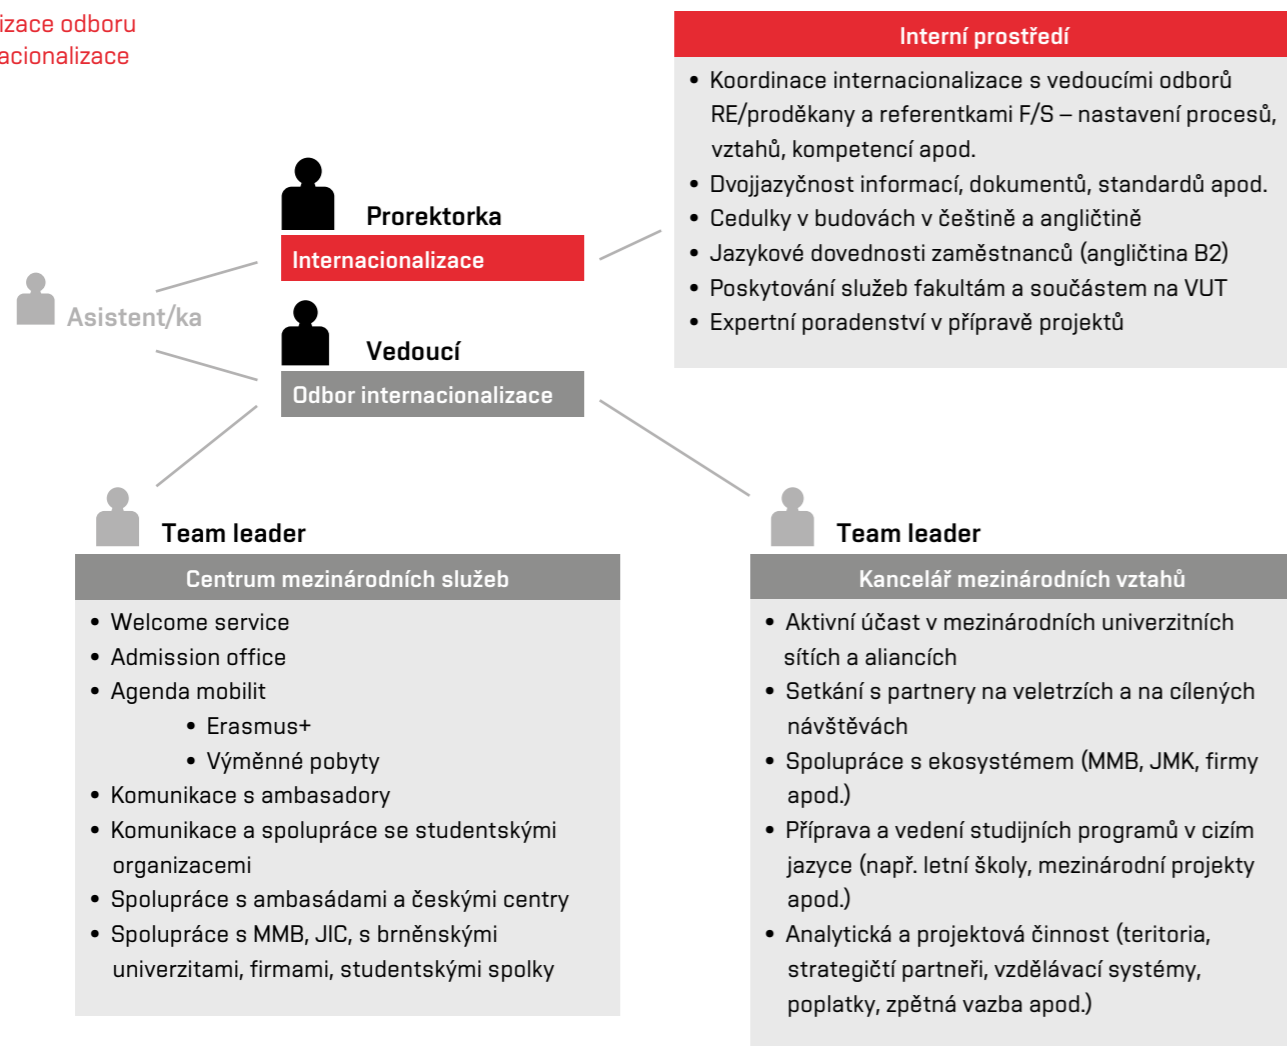 izace odboru
acionalizace
Interní prostředí
• Koordinace internacionalizace s vedoucími odborů
RE/proděkany a referentkami F/S – nastavení procesů,
vztahů, kompetencí apod.
• Dvojjazyčnost informací, dokumentů, standardů apod.
• Cedulky v budovách v češtině a angličtině
• Jazykové dovednosti zaměstnanců (angličtina B2)
• Poskytování služeb fakultám a součástem na VUT
• Expertní poradenství v přípravě projektů
Prorektorka
Internacionalizace
Asistent/ka
Vedoucí
Odbor internacionalizace
Team leader
Centrum mezinárodních služeb
• Welcome service
• Admission office
• Agenda mobilit
• Erasmus+
• Výměnné pobyty
• Komunikace s ambasadory
• Komunikace a spolupráce se studentskými
organizacemi
• Spolupráce s ambasádami a českými centry
• Spolupráce s MMB, JIC, s brněnskými
univerzitami, firmami, studentskými spolky
Team leader
Kancelář mezinárodních vztahů
• Aktivní účast v mezinárodních univerzitních
sítích a aliancích
• Setkání s partnery na veletrzích a na cílených
návštěvách
• Spolupráce s ekosystémem (MMB, JMK, firmy
apod.)
• Příprava a vedení studijních programů v cizím
jazyce (např. letní školy, mezinárodní projekty
apod.)
• Analytická a projektová činnost (teritoria,
strategičtí partneři, vzdělávací systémy,
poplatky, zpětná vazba apod.)